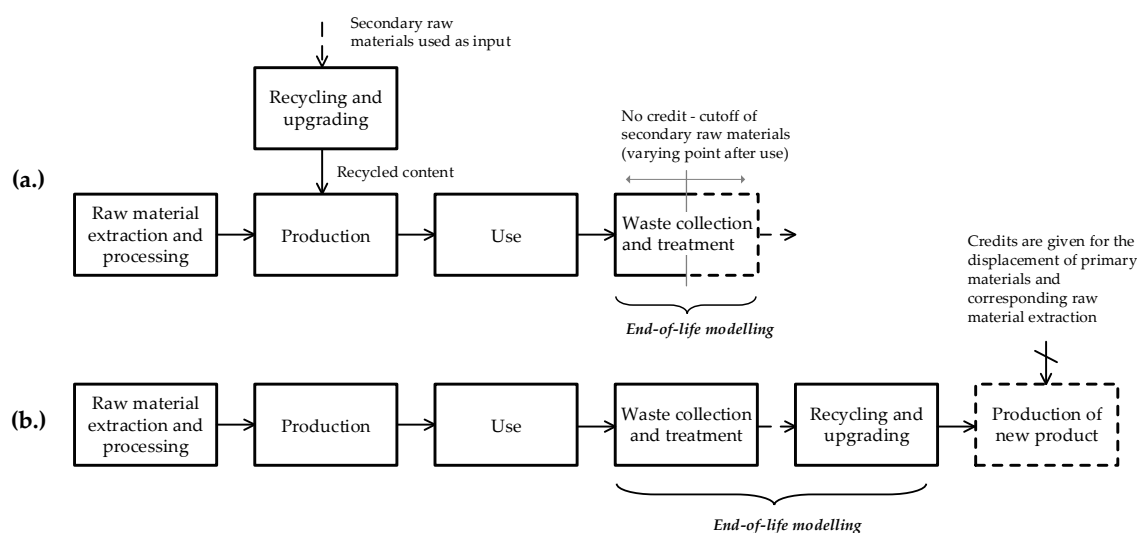 Secondary raw
materials used as input
Recycling and
upgrading
No credit - cutoff of
secondary raw materials
(varying point after use)
(a.)
Recycled content
Raw material
extraction and
processing
Production
Use
Waste collection
and treatment
End-of-life modelling
Credits are given for the
displacement of primary
materials and
corresponding raw
material extraction
(b.)
Raw material
extraction and
processing
Production
Use
Waste collection
and treatment
Recycling and
upgrading
Production of
new product
End-of-life modelling